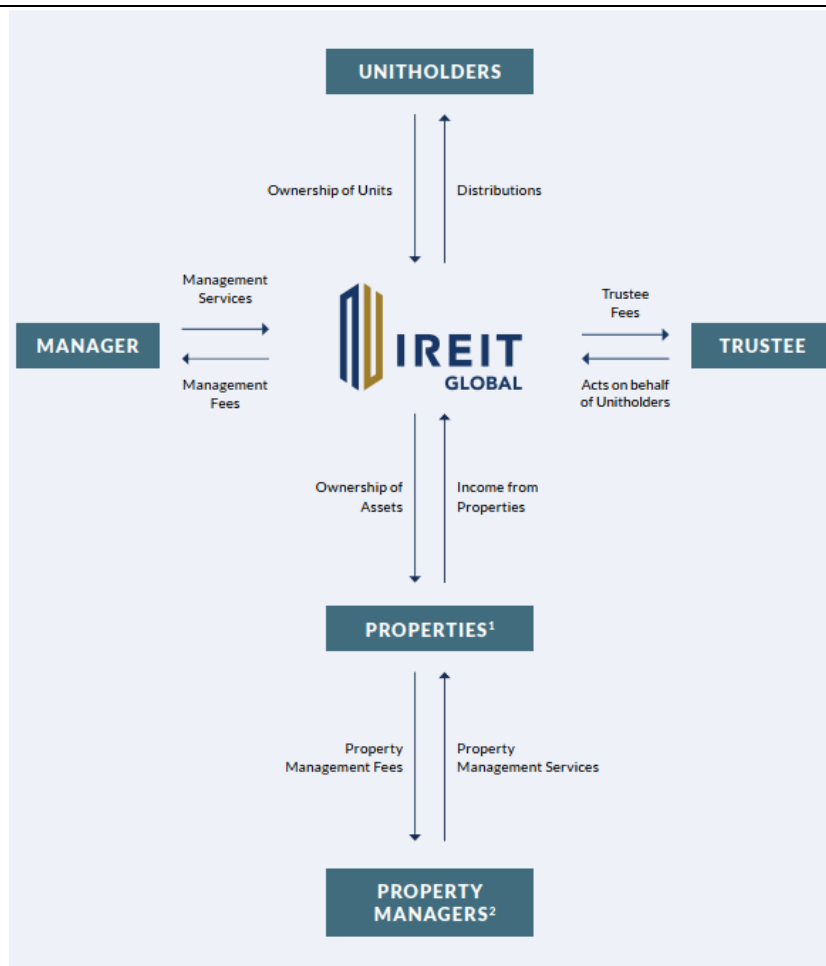 UNITHOLDERS
Ownership of Units
Distributions
Management
Services
MANAGER
Management
Fees
IREIT
GLOBAL
Trustee
Fees
TRUSTEE
Acts on behalf
of Unitholders
Ownership of
Assets
Income from
Properties
PROPERTIES¹
Property
Management Fees
Property
Management Services
PROPERTY
MANAGERS²